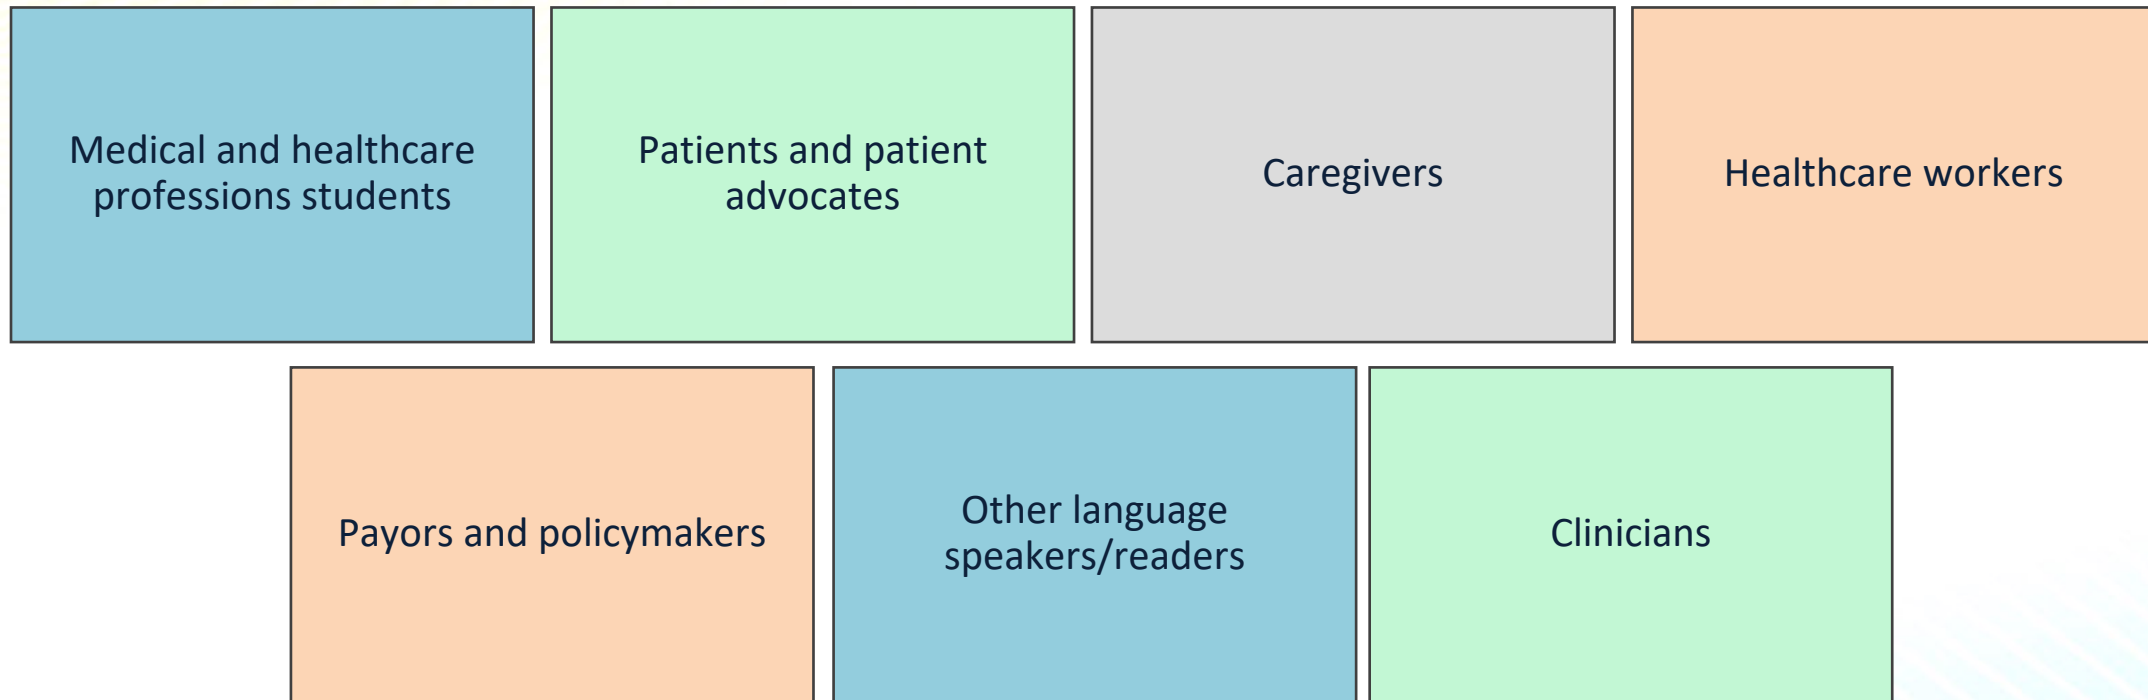 Medical and healthcare
professions students
Patients and patient
advocates
Caregivers
Healthcare workers
Payors and policymakers
Other language
speakers/readers
Clinicians